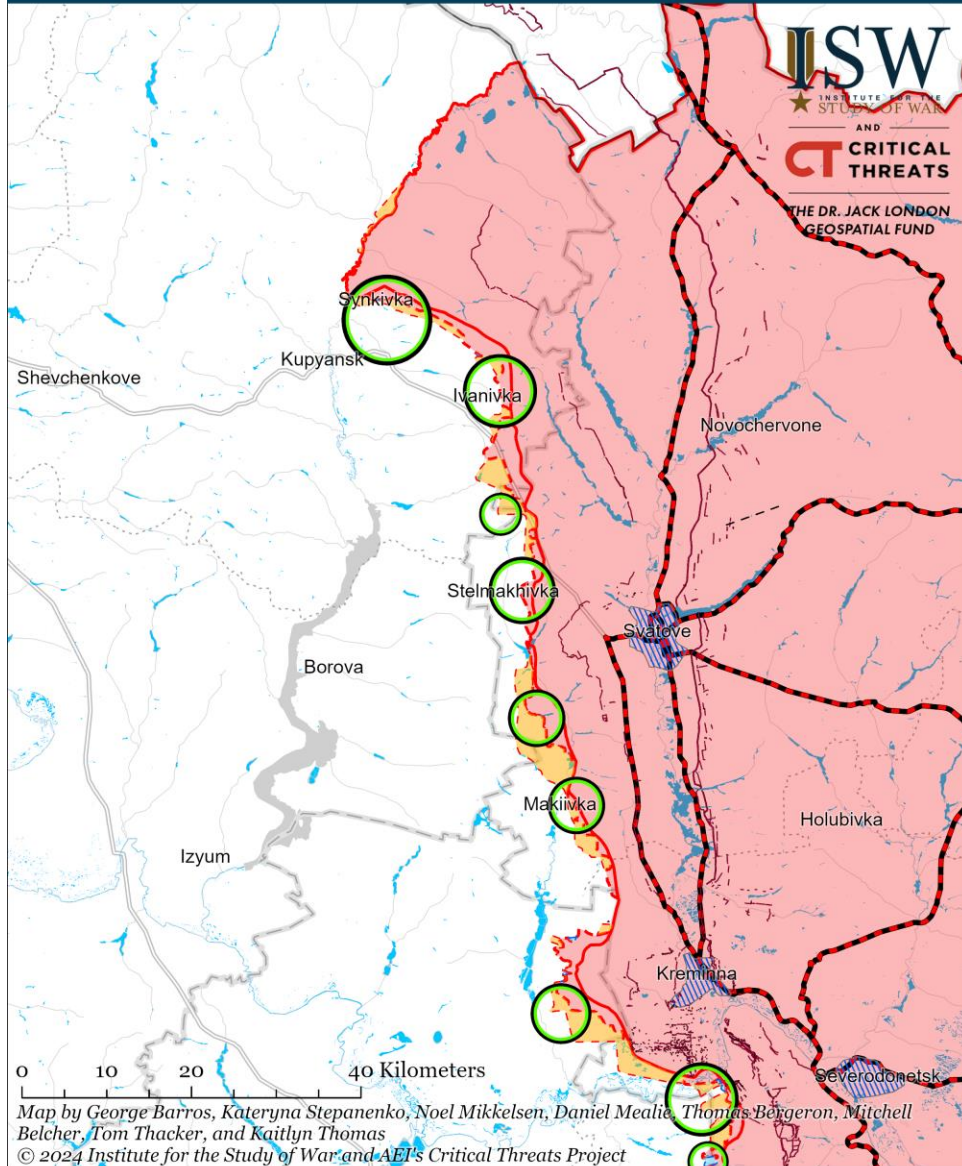 ISW
INSTITUTE FOR THE
STUDY OF WAR
AND
CT CRITICAL
THREATS
THE DR. JACK LONDON
GEOSPATIAL FUND
Synkivka
Kupyansk
Shevchenkove
Ivanivka
Novochervone
Stelmakhivka
Svatove
Borova
Makiivka
Holubivka
Izyum
Kreminna
Severodonetsk
0 10 20 40 Kilometers
Map by George Barros, Kateryna Stepanenko, Noel Mikkelsen, Daniel Mealie, Thomas Bergeron, Mitchell
Belcher, Tom Thacker, and Kaitlyn Thomas
© 2024 Institute for the Study of War and AEI's Critical Threats Project